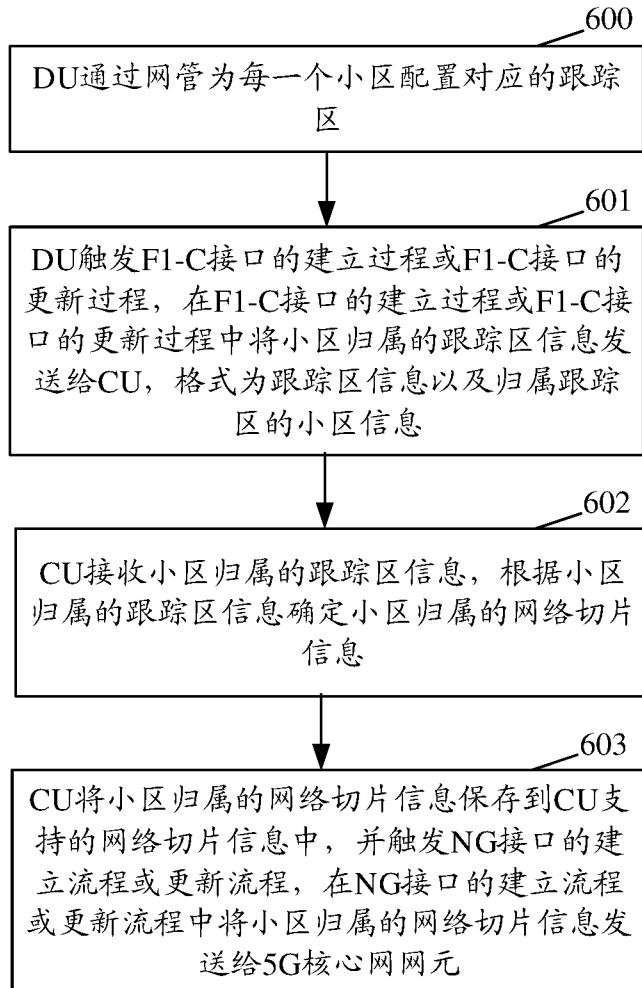 600
DU通过网管为每一个小区配置对应的跟踪
区
601
DU触发F1-C接口的建立过程或F1-C接口的
更新过程，在F1-C接口的建立过程或F1-C接
口的更新过程中将小区归属的跟踪区信息发
送给CU，格式为跟踪区信息以及归属跟踪
区的小区信息
602
CU接收小区归属的跟踪区信息，根据小区
归属的跟踪区信息确定小区归属的网络切片
信息
603
CU将小区归属的网络切片信息保存到CU支
持的网络切片信息中，并触发NG接口的建
立流程或更新流程，在NG接口的建立流程
或更新流程中将小区归属的网络切片信息发
送给5G核心网网元